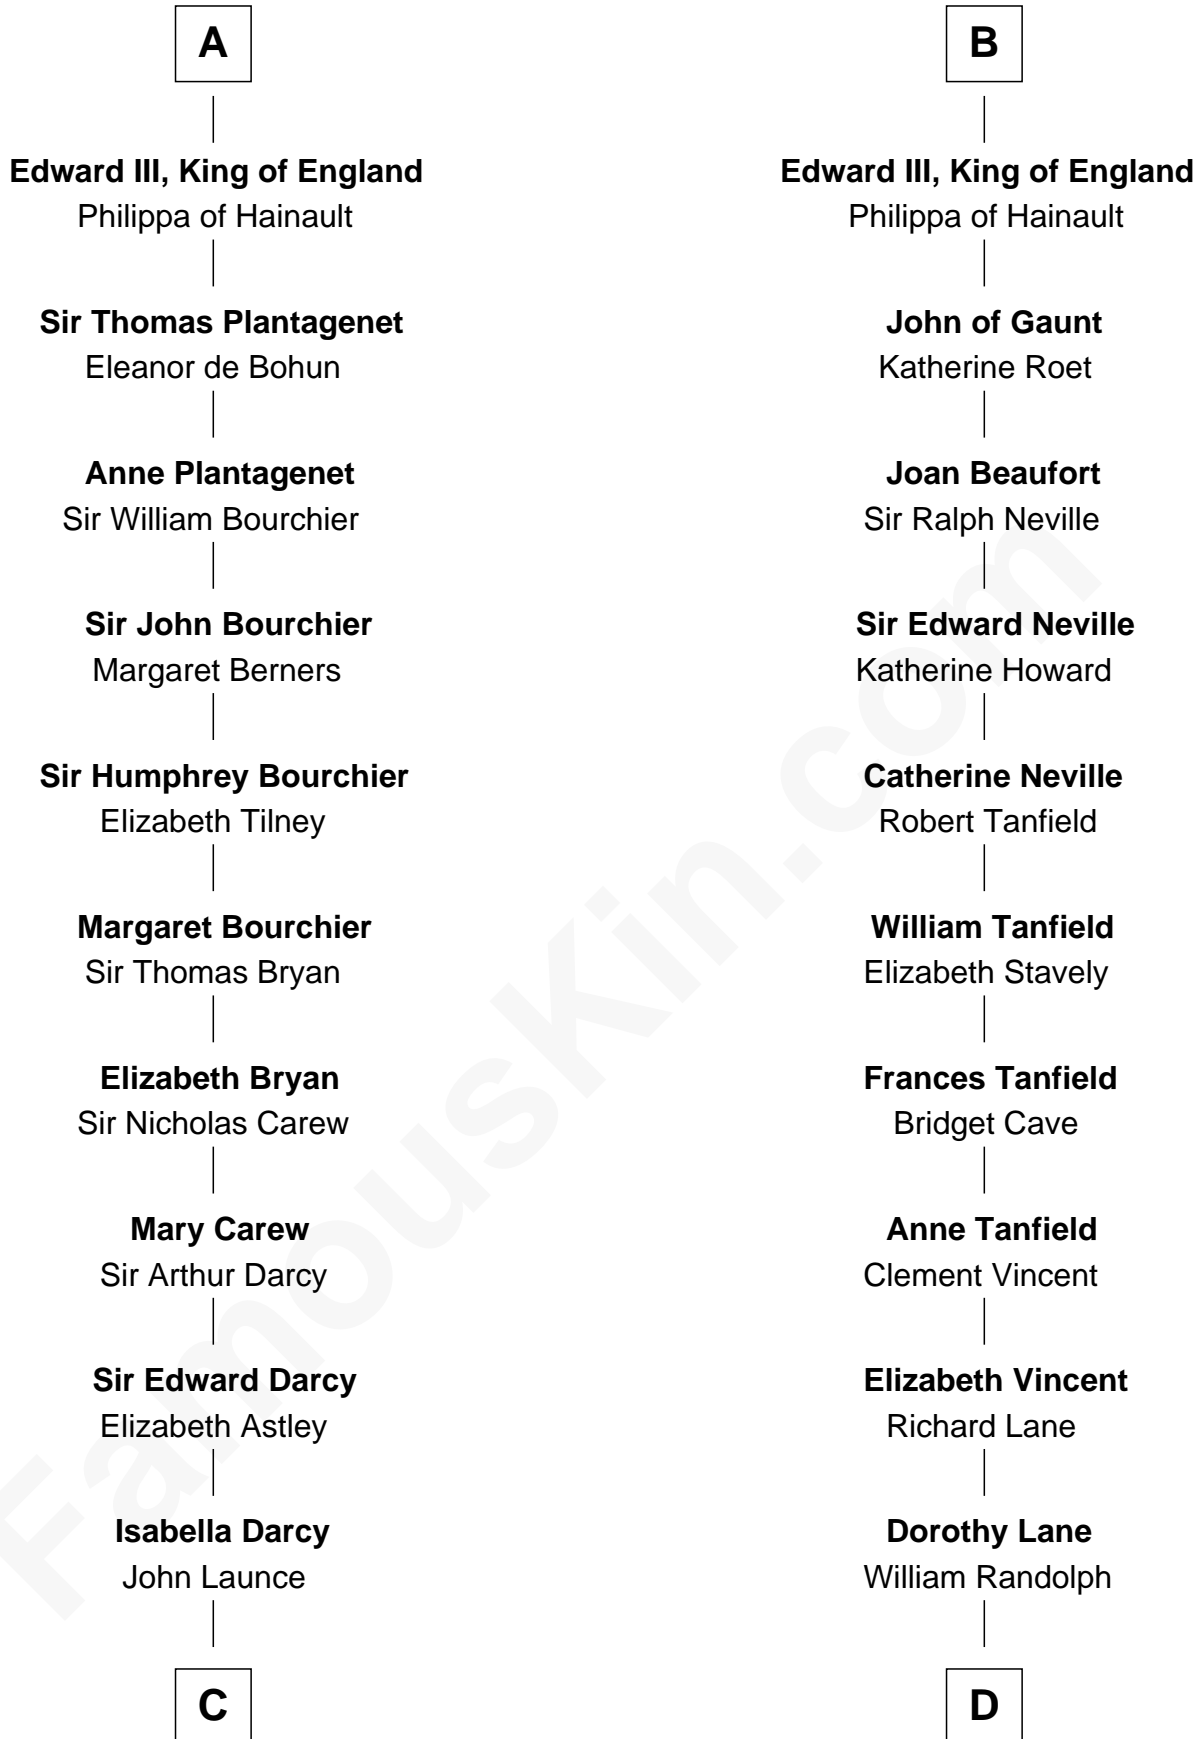 A
Edward III, King of England
Philippa of Hainault
Sir Thomas Plantagenet
Eleanor de Bohun
Anne Plantagenet
Sir William Bourchier
Sir John Bourchier
Margaret Berners
Sir Humphrey Bourchier
Elizabeth Tilney
Margaret Bourchier
Sir Thomas Bryan
Elizabeth Bryan
Sir Nicholas Carew
Mary Carew
Sir Arthur Darcy
Sir Edward Darcy
Elizabeth Astley
Isabella Darcy
John Launce
C
B
Edward III, King of England
Philippa of Hainault
John of Gaunt
Katherine Roet
Joan Beaufort
Sir Ralph Neville
Sir Edward Neville
Katherine Howard
Catherine Neville
Robert Tanfield
William Tanfield
Elizabeth Stavely
Frances Tanfield
Bridget Cave
Anne Tanfield
Clement Vincent
Elizabeth Vincent
Richard Lane
Dorothy Lane
William Randolph
D
FamousKin.com